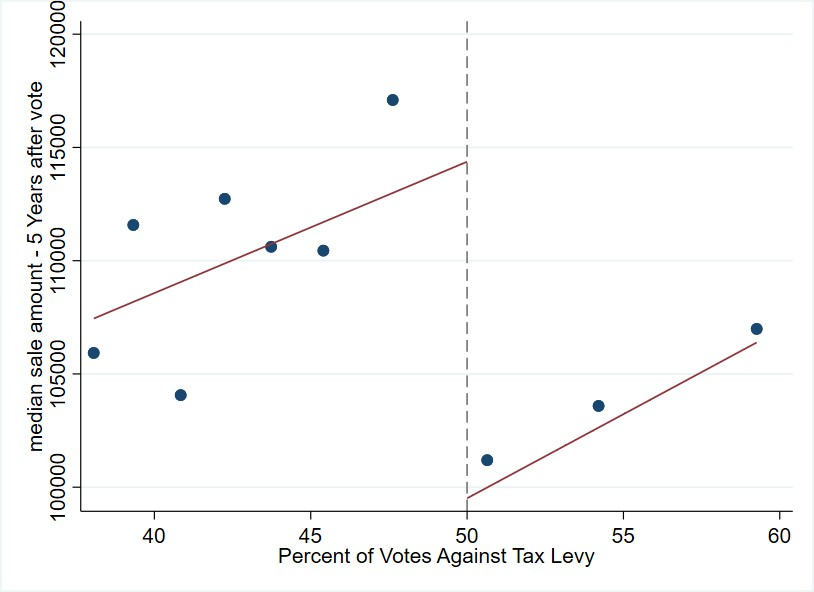 median sale amount - 5 Years after vote
120000
115000
110000
105000
100000
40 45 50 55 60
Percent of Votes Against Tax Levy